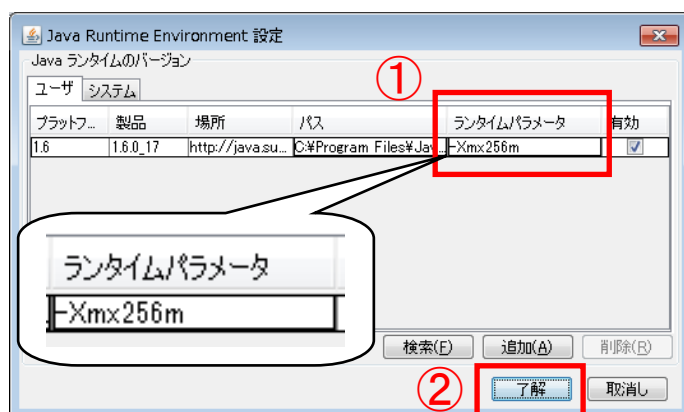 Java Runtime Environment 設定
Java ランタイムのバージョン
①
ユーザ システム
プラットフ... 製品 場所 パス ランタイムパラメータ 有効
1.6 1.6.0_17 http://java.su... C:¥Program Files¥Jav... -Xmx256m
ランタイムパラメータ
-Xmx256m
検索(F) 追加(A) 削除(R)
② 了解 取消し